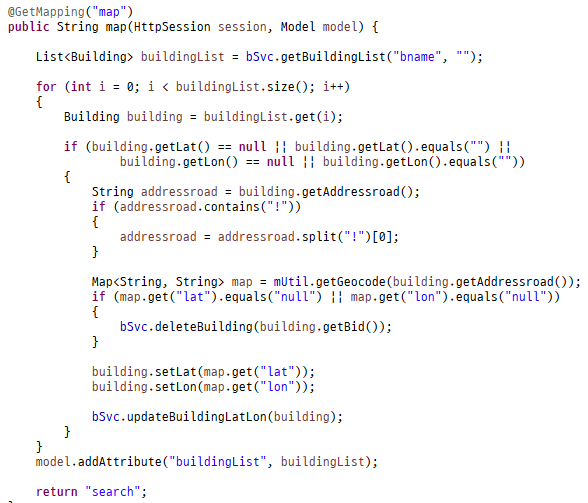 @GetMapping("map")
public String map(HttpSession session, Model model) {
List<Building> buildingList = bSvc.getBuildingList("bname", "");
for (int i = 0; i < buildingList.size(); i++)
{
Building building = buildingList.get(i);
if (building.getLat() == null || building.getLat().equals("") ||
building.getLon() == null || building.getLon().equals(""))
{
String addressroad = building.getAddressroad();
if (addressroad.contains("!"))
{
addressroad = addressroad.split("!")[0];
}
Map<String, String> map = mUtil.getGeocode(building.getAddressroad());
if (map.get("lat").equals("null") || map.get("lon").equals("null"))
{
bSvc.deleteBuilding(building.getBid());
}
building.setLat(map.get("lat"));
building.setLon(map.get("lon"));
bSvc.updateBuildingLatLon(building);
}
}
model.addAttribute("buildingList", buildingList);
return "search";